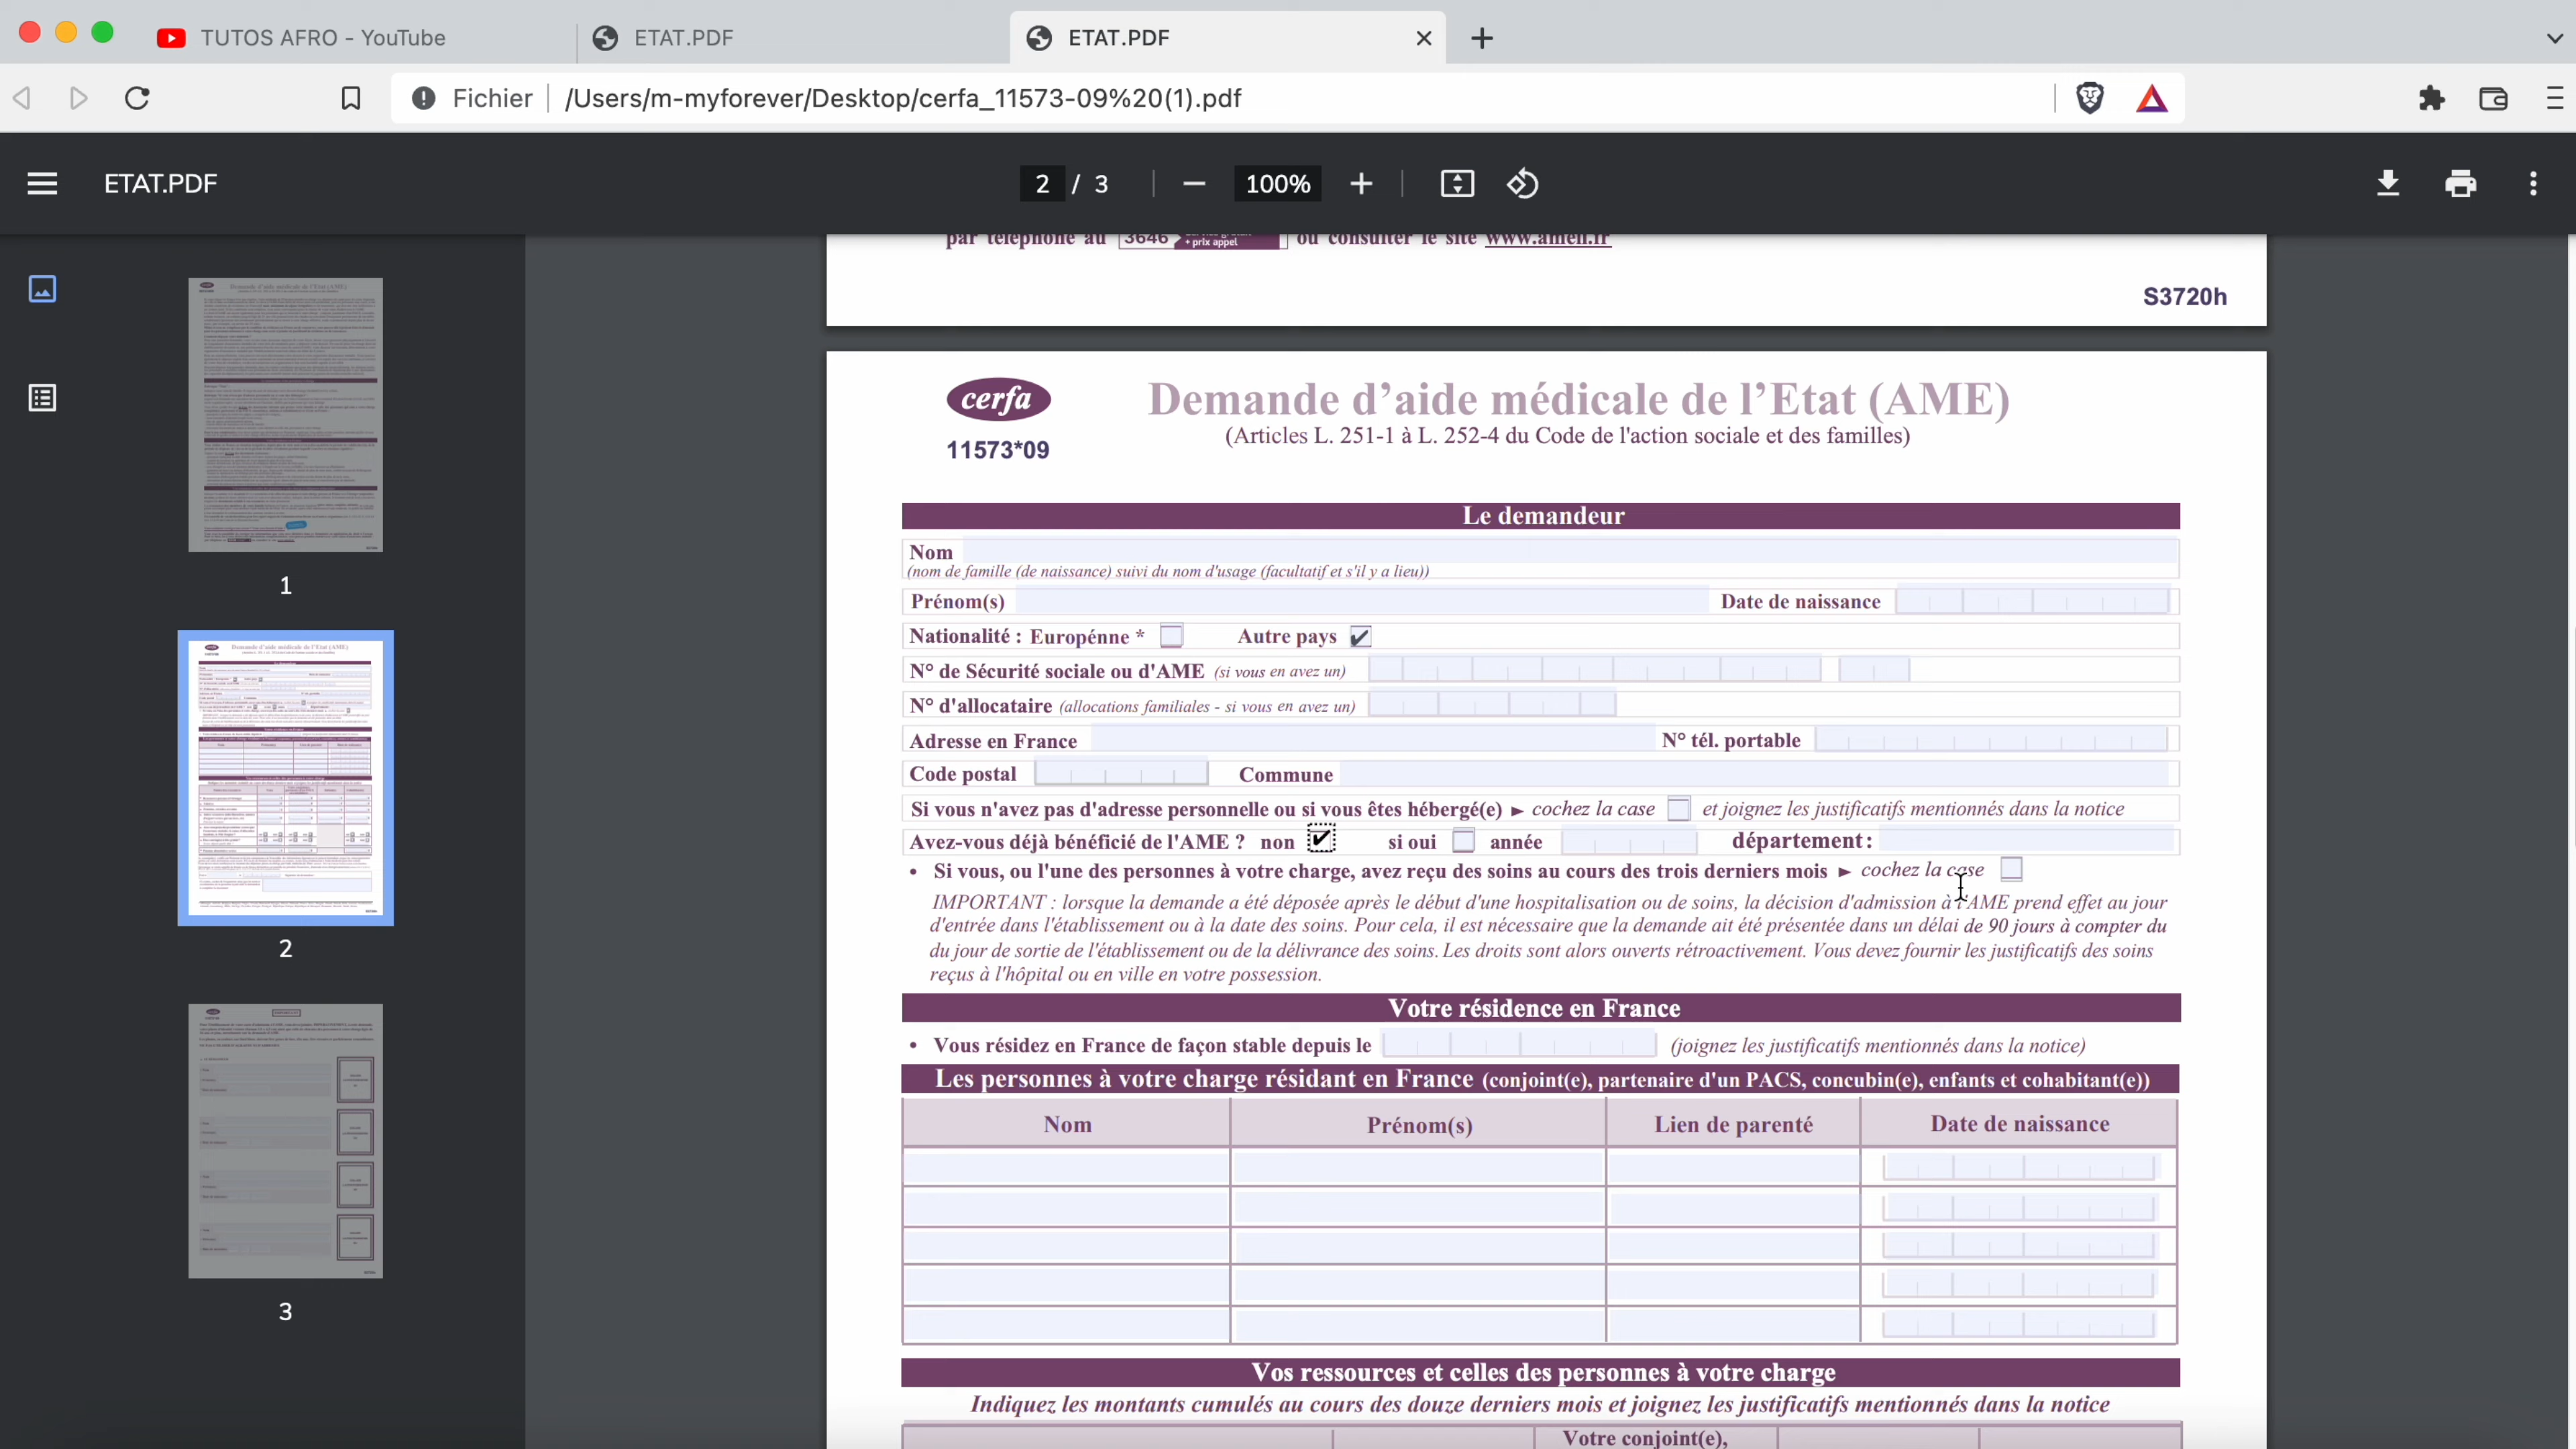 TUTOS AFRO - YouTube
ETAT.PDF
ETAT.PDF
Fichier
/Users/m-myforever/Desktop/cerfa_11573-09%20(1).pdf
ETAT.PDF
2 / 3
100%
par téléphone au 3646 + prix appel ou consulter le site www.ameli.fr
S3720h
1
2
3
cerfa
11573*09
Demande d’aide médicale de l’Etat (AME)
(Articles L. 251-1 à L. 252-4 du Code de l'action sociale et des familles)
Le demandeur
Nom
(nom de famille (de naissance) suivi du nom d'usage (facultatif et s'il y a lieu))
Prénom(s) Date de naissance
Nationalité : Europénne * Autre pays
N° de Sécurité sociale ou d'AME (si vous en avez un)
N° d'allocataire (allocations familiales - si vous en avez un)
Adresse en France N° tél. portable
Code postal Commune
Si vous n'avez pas d'adresse personnelle ou si vous êtes hébergé(e) ► cochez la case et joignez les justificatifs mentionnés dans la notice
Avez-vous déjà bénéficié de l'AME ? non si oui année département :
• Si vous, ou l'une des personnes à votre charge, avez reçu des soins au cours des trois derniers mois ► cochez la case
IMPORTANT : lorsque la demande a été déposée après le début d'une hospitalisation ou de soins, la décision d'admission à l'AME prend effet au jour
d'entrée dans l'établissement ou à la date des soins. Pour cela, il est nécessaire que la demande ait été présentée dans un délai de 90 jours à compter du
du jour de sortie de l'établissement ou de la délivrance des soins. Les droits sont alors ouverts rétroactivement. Vous devez fournir les justificatifs des soins
reçus à l'hôpital ou en ville en votre possession.
Votre résidence en France
• Vous résidez en France de façon stable depuis le (joignez les justificatifs mentionnés dans la notice)
Les personnes à votre charge résidant en France (conjoint(e), partenaire d'un PACS, concubin(e), enfants et cohabitant(e))
Nom Prénom(s) Lien de parenté Date de naissance
Vos ressources et celles des personnes à votre charge
Indiquez les montants cumulés au cours des douze derniers mois et joignez les justificatifs mentionnés dans la notice
Votre conjoint(e),